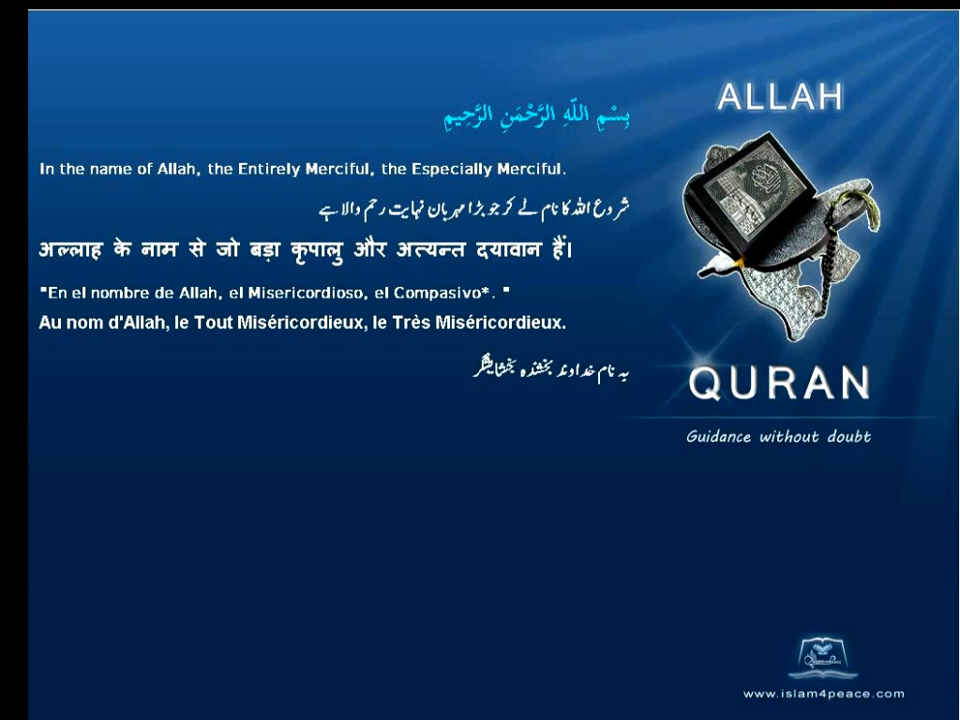 بِسْمِ اللّهِ الرَّحْمَنِ الرَّحِيمِ
In the name of Allah, the Entirely Merciful, the Especially Merciful.
شروع الله کا نام لے کر جو بڑا مہربان نہایت رحم والا ہے
अल्लाह के नाम से जो बड़ा कृपालु और अत्यन्त दयावान हैं।
"En el nombre de Allah, el Misericordioso, el Compasivo*. "
Au nom d'Allah, le Tout Miséricordieux, le Très Miséricordieux.
به نام خداوند بخشنده بخشایشگر
ALLAH
QURAN
Guidance without doubt
www.islam4peace.com